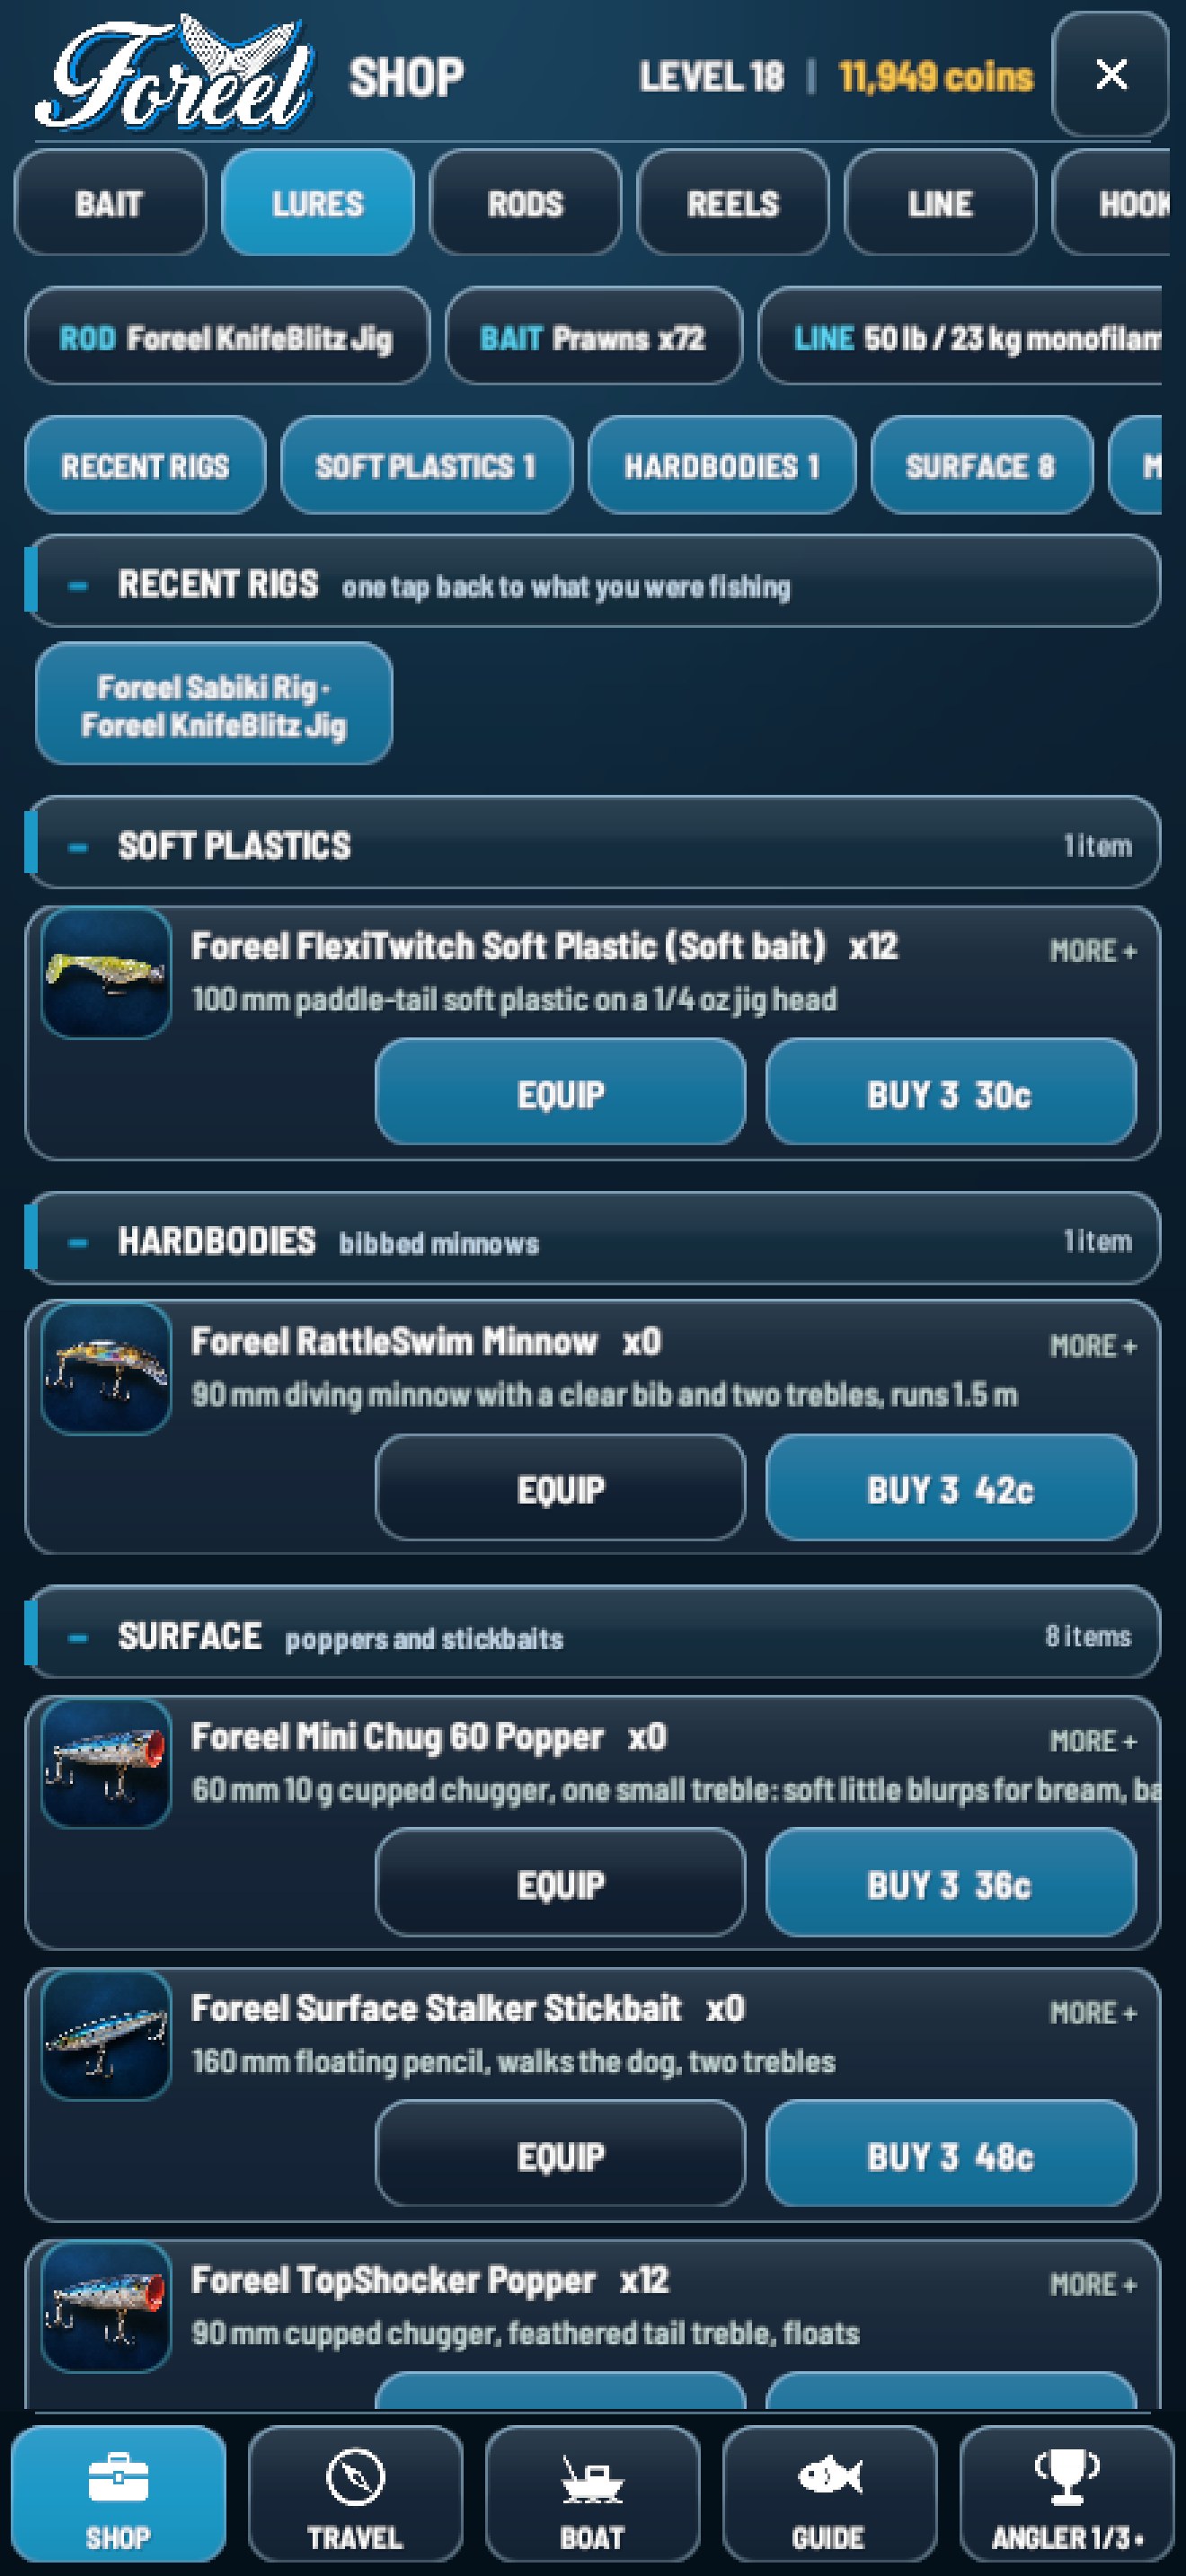 Foreel SHOP LEVEL 18 | 11,949 coins ×
BAIT LURES RODS REELS LINE HOOK
ROD Foreel KnifeBlitz Jig BAIT Prawns x72 LINE 50 lb / 23 kg monofilam
RECENT RIGS SOFT PLASTICS 1 HARDBODIES 1 SURFACE 8 M
– RECENT RIGS one tap back to what you were fishing
Foreel Sabiki Rig ·
Foreel KnifeBlitz Jig
– SOFT PLASTICS 1 item
Foreel FlexiTwitch Soft Plastic (Soft bait) x12 MORE +
100 mm paddle-tail soft plastic on a 1/4 oz jig head
EQUIP BUY 3 30c
– HARDBODIES bibbed minnows 1 item
Foreel RattleSwim Minnow x0 MORE +
90 mm diving minnow with a clear bib and two trebles, runs 1.5 m
EQUIP BUY 3 42c
– SURFACE poppers and stickbaits 8 items
Foreel Mini Chug 60 Popper x0 MORE +
60 mm 10 g cupped chugger, one small treble: soft little blurps for bream, ba
EQUIP BUY 3 36c
Foreel Surface Stalker Stickbait x0 MORE +
160 mm floating pencil, walks the dog, two trebles
EQUIP BUY 3 48c
Foreel TopShocker Popper x12 MORE +
90 mm cupped chugger, feathered tail treble, floats
SHOP TRAVEL BOAT GUIDE ANGLER 1/3 •